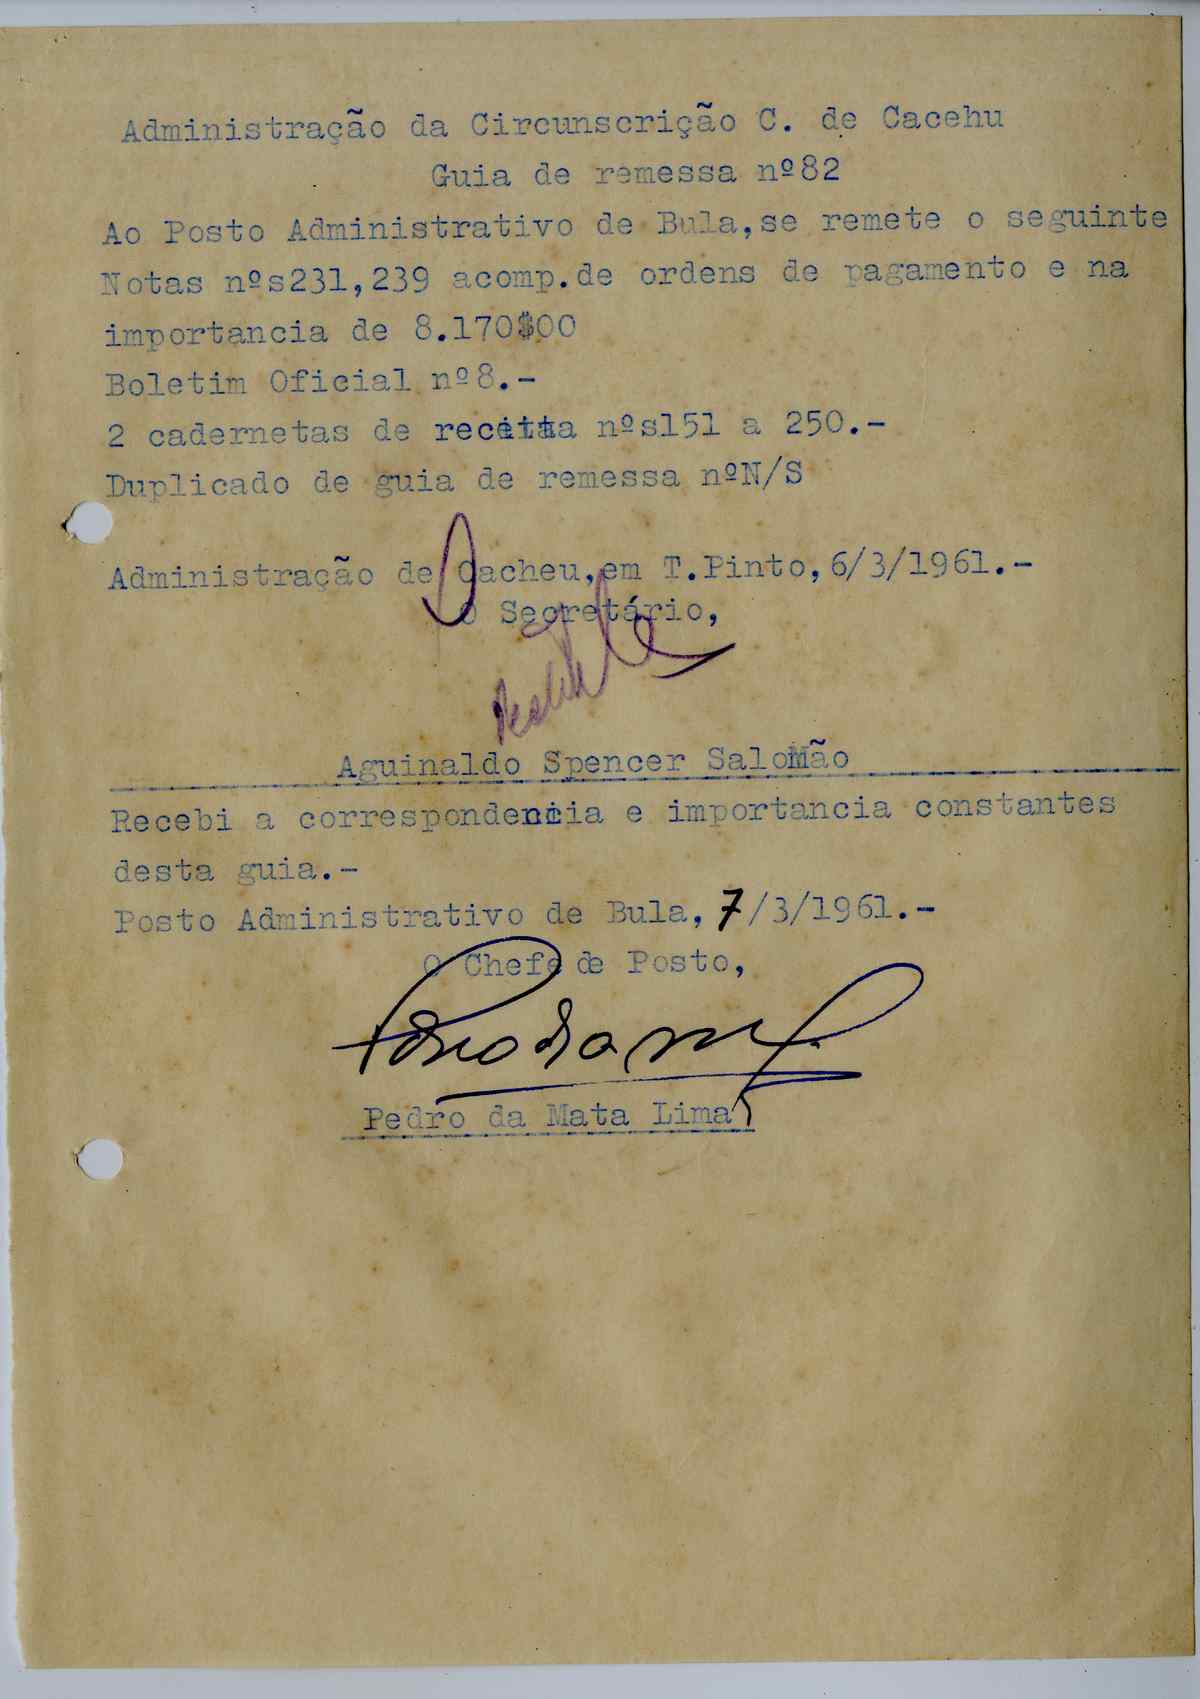 Administração da Circunscrição C. de Cacehu
Guia de remessa nº82
Ao Posto Administrativo de Bula,se remete o seguinte
Notas nºs231,239 acomp.de ordens de pagamento e na
importancia de 8.170$00
Boletim Oficial nº8.-
2 cadernetas de receita nºs151 a 250.-
Duplicado de guia de remessa nºN/S
Administração de Cacheu,em T.Pinto,6/3/1961.-
O Secretário,
Aguinaldo Spencer Salomão
Recebi a correspondencia e importancia constantes
desta guia.-
Posto Administrativo de Bula,7/3/1961.-
O Chefe de Posto,
Pedro da Mata Lima